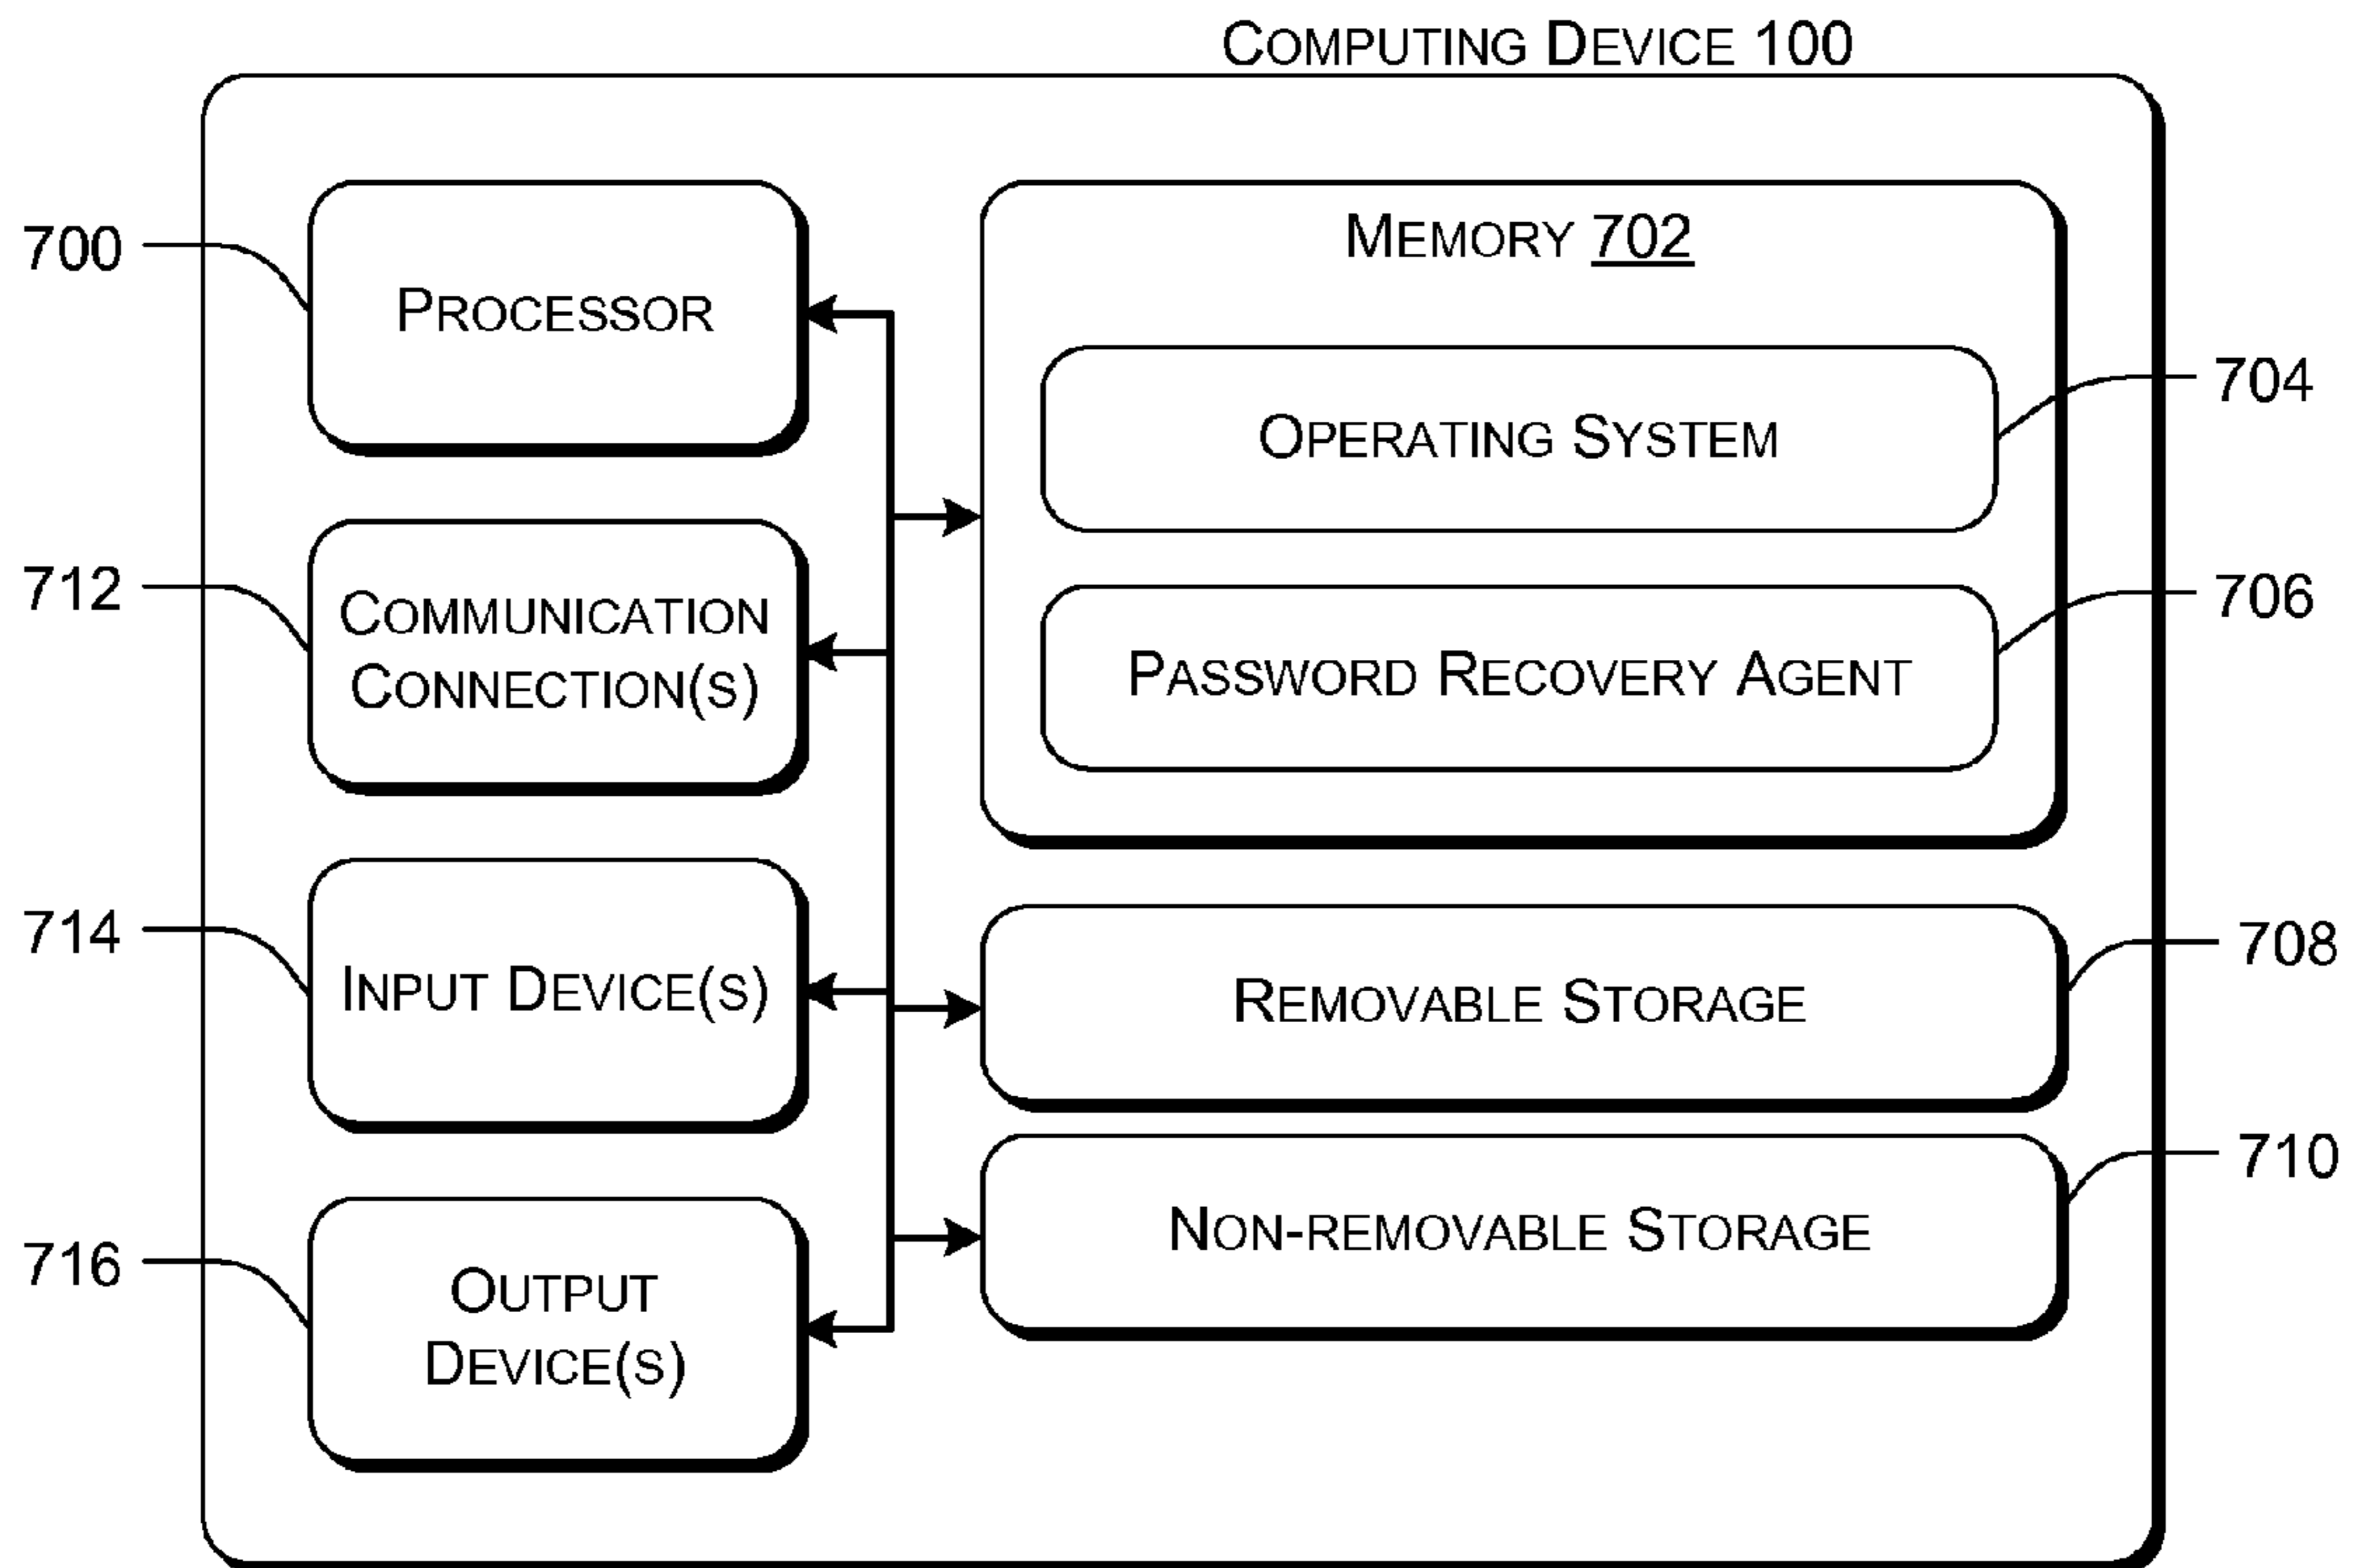 COMPUTING DEVICE 100
700
PROCESSOR
712
COMMUNICATION
CONNECTION(S)
714
INPUT DEVICE(S)
716
OUTPUT
DEVICE(S)
MEMORY 702
OPERATING SYSTEM
704
PASSWORD RECOVERY AGENT
706
REMOVABLE STORAGE
708
NON-REMOVABLE STORAGE
710